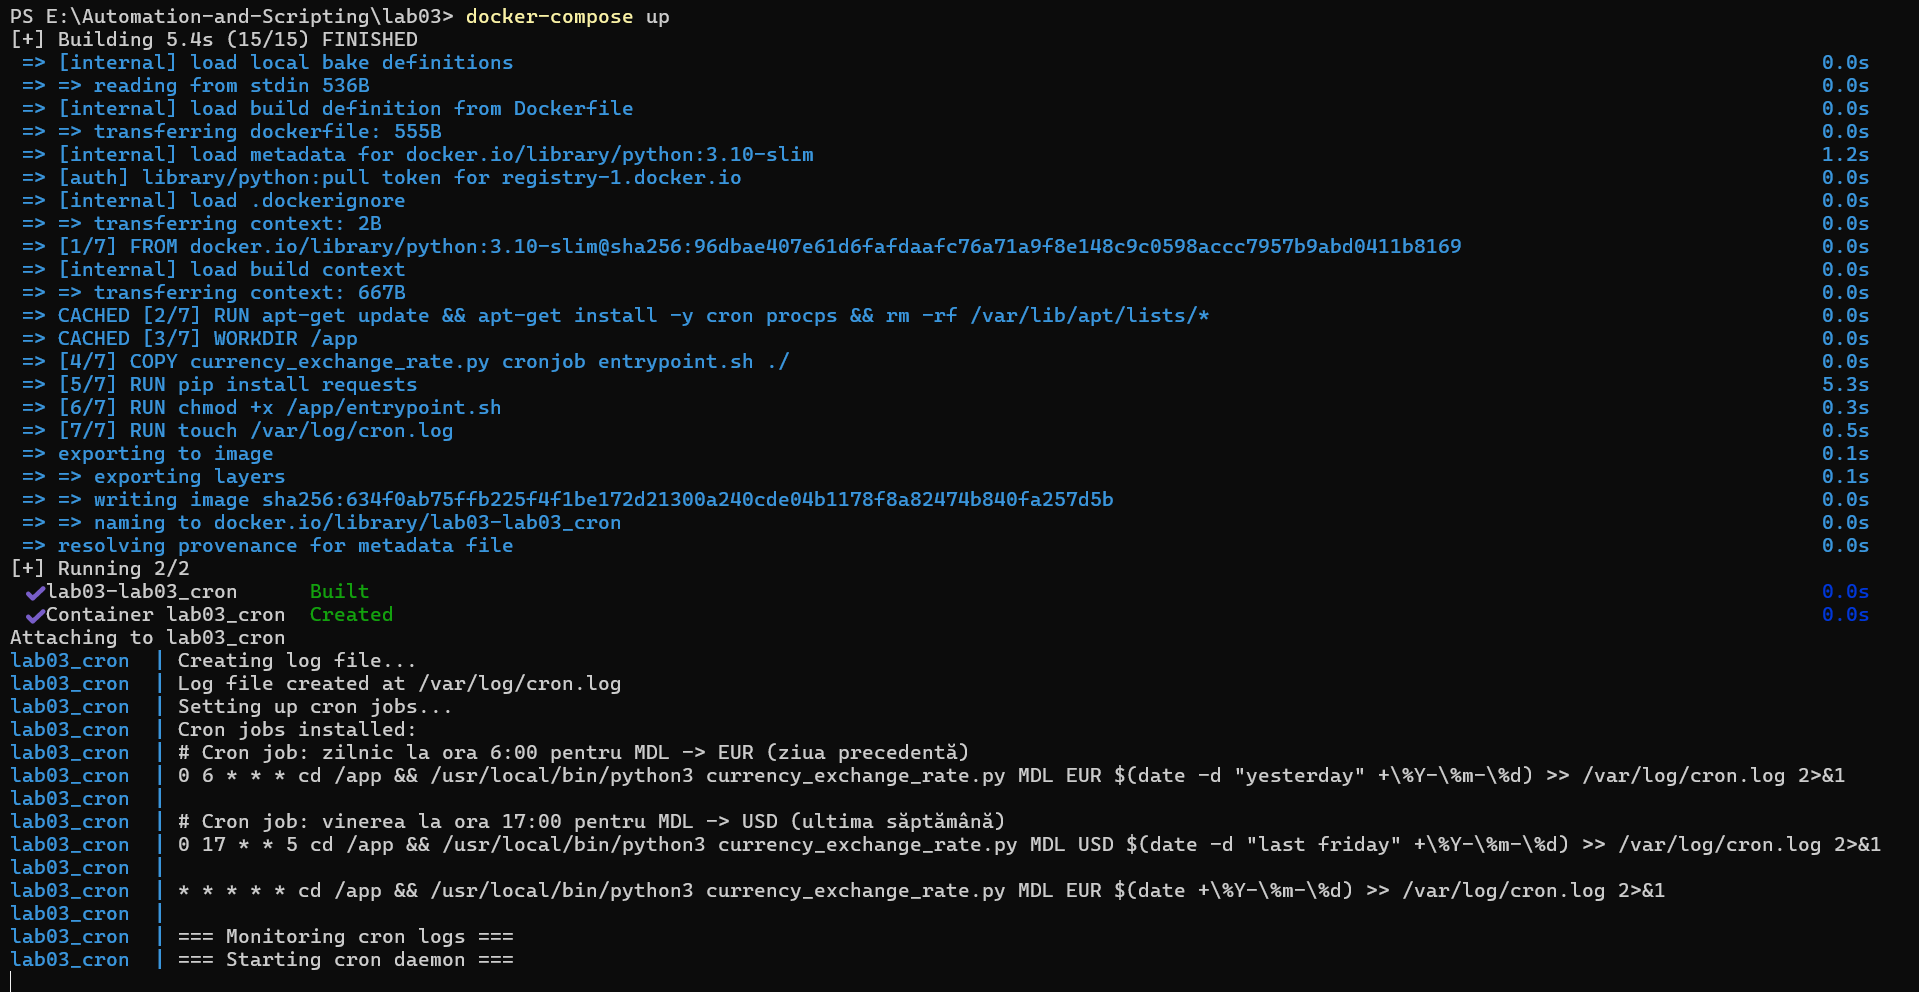 PS E:\Automation-and-Scripting\lab03> docker-compose up
[+] Building 5.4s (15/15) FINISHED
=> [internal] load local bake definitions 0.0s
=> => reading from stdin 536B 0.0s
=> [internal] load build definition from Dockerfile 0.0s
=> => transferring dockerfile: 555B 0.0s
=> [internal] load metadata for docker.io/library/python:3.10-slim 1.2s
=> [auth] library/python:pull token for registry-1.docker.io 0.0s
=> [internal] load .dockerignore 0.0s
=> => transferring context: 2B 0.0s
=> [1/7] FROM docker.io/library/python:3.10-slim@sha256:96dbae407e61d6fafdaafc76a71a9f8e148c9c0598accc7957b9abd0411b8169 0.0s
=> [internal] load build context 0.0s
=> => transferring context: 667B 0.0s
=> CACHED [2/7] RUN apt-get update && apt-get install -y cron procps && rm -rf /var/lib/apt/lists/* 0.0s
=> CACHED [3/7] WORKDIR /app 0.0s
=> [4/7] COPY currency_exchange_rate.py cronjob entrypoint.sh ./ 0.0s
=> [5/7] RUN pip install requests 5.3s
=> [6/7] RUN chmod +x /app/entrypoint.sh 0.3s
=> [7/7] RUN touch /var/log/cron.log 0.5s
=> exporting to image 0.1s
=> => exporting layers 0.1s
=> => writing image sha256:634f0ab75ffb225f4f1be172d21300a240cde04b1178f8a82474b840fa257d5b 0.0s
=> => naming to docker.io/library/lab03-lab03_cron 0.0s
=> resolving provenance for metadata file 0.0s
[+] Running 2/2
✔lab03-lab03_cron Built 0.0s
✔Container lab03_cron Created 0.0s
Attaching to lab03_cron
lab03_cron | Creating log file...
lab03_cron | Log file created at /var/log/cron.log
lab03_cron | Setting up cron jobs...
lab03_cron | Cron jobs installed:
lab03_cron | # Cron job: zilnic la ora 6:00 pentru MDL -> EUR (ziua precedentă)
lab03_cron | 0 6 * * * cd /app && /usr/local/bin/python3 currency_exchange_rate.py MDL EUR $(date -d "yesterday" +\%Y-\%m-\%d) >> /var/log/cron.log 2>&1
lab03_cron |
lab03_cron | # Cron job: vinerea la ora 17:00 pentru MDL -> USD (ultima săptămână)
lab03_cron | 0 17 * * 5 cd /app && /usr/local/bin/python3 currency_exchange_rate.py MDL USD $(date -d "last friday" +\%Y-\%m-\%d) >> /var/log/cron.log 2>&1
lab03_cron |
lab03_cron | * * * * * cd /app && /usr/local/bin/python3 currency_exchange_rate.py MDL EUR $(date +\%Y-\%m-\%d) >> /var/log/cron.log 2>&1
lab03_cron |
lab03_cron | === Monitoring cron logs ===
lab03_cron | === Starting cron daemon ===